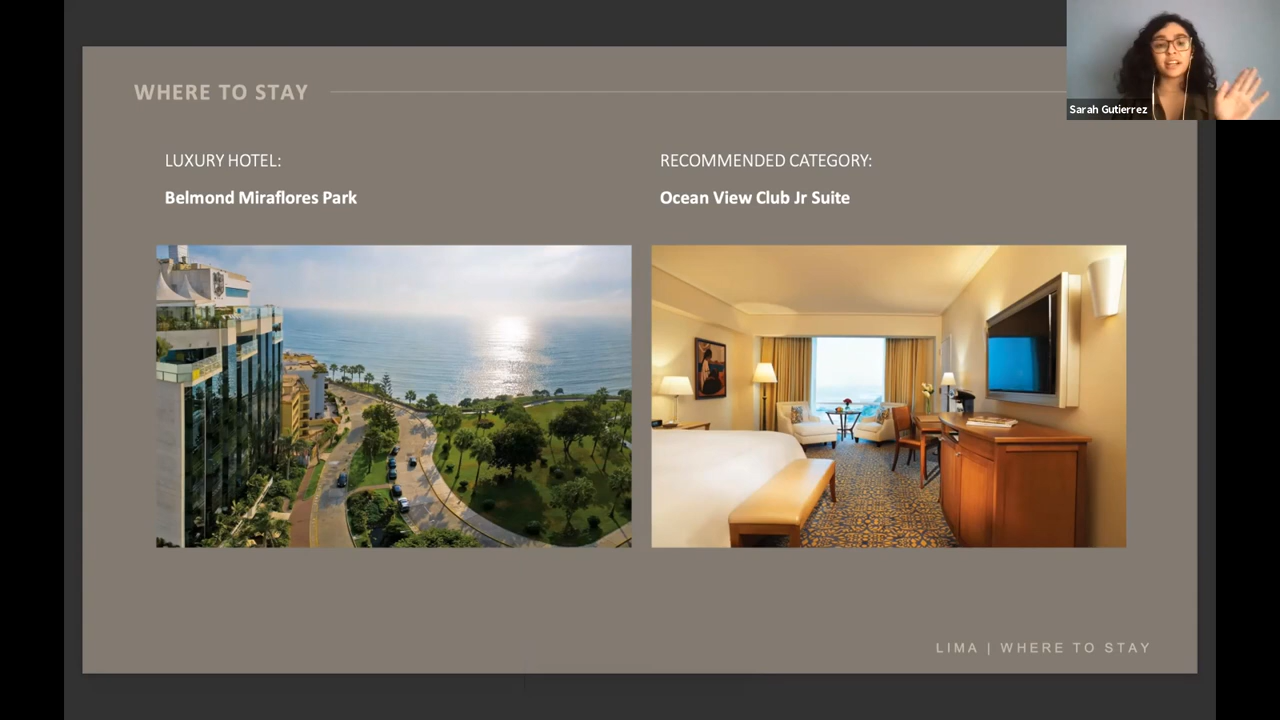 WHERE TO STAY
Sarah Gutierrez
LUXURY HOTEL:
Belmond Miraflores Park
RECOMMENDED CATEGORY:
Ocean View Club Jr Suite
LIMA | WHERE TO STAY